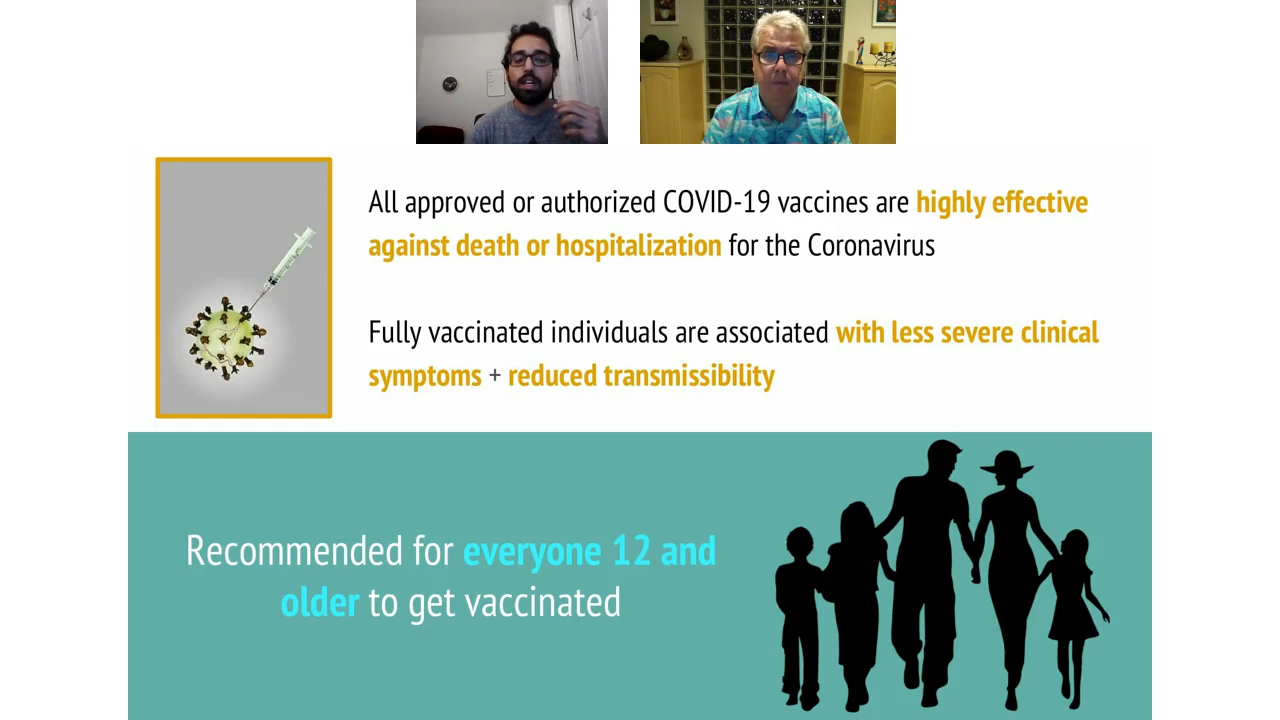 All approved or authorized COVID-19 vaccines are highly effective
against death or hospitalization for the Coronavirus
Fully vaccinated individuals are associated with less severe clinical
symptoms + reduced transmissibility
Recommended for everyone 12 and
older to get vaccinated